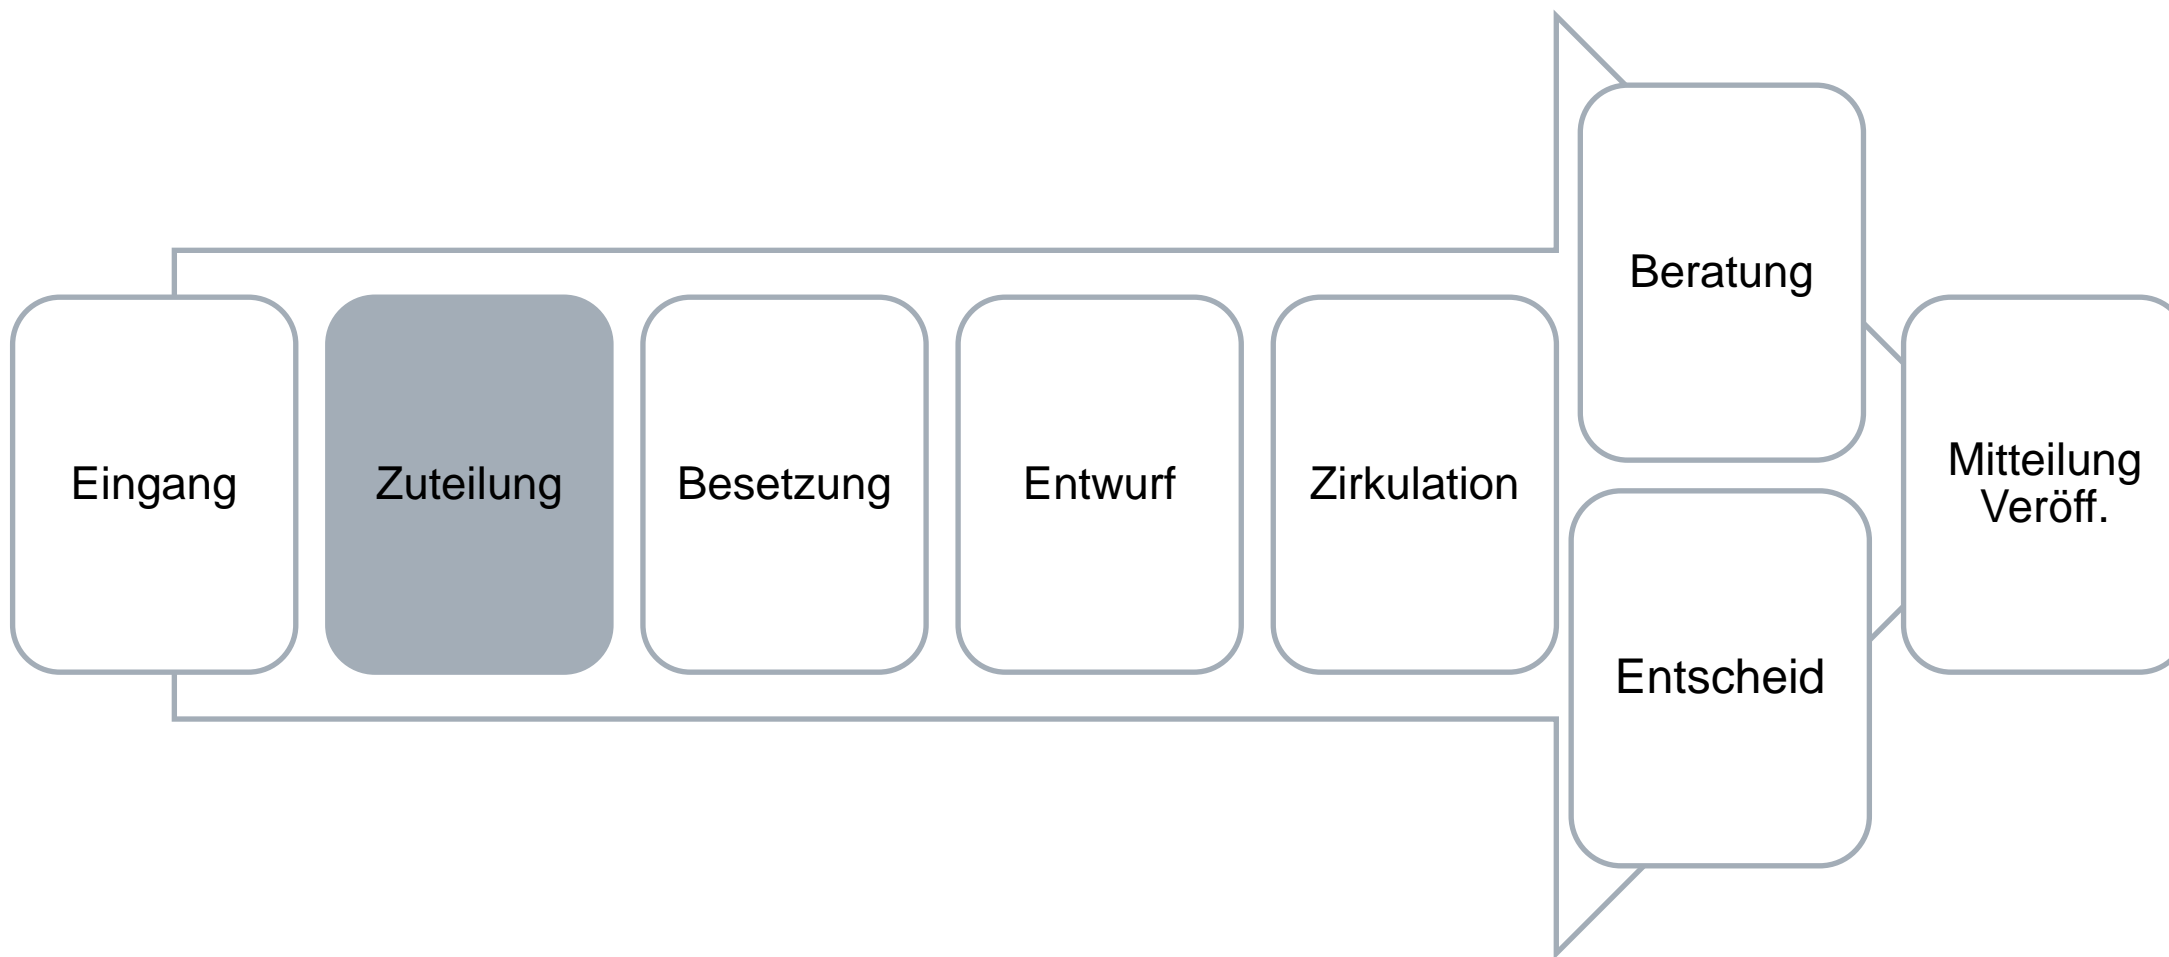 Eingang
Zuteilung
Besetzung
Entwurf
Zirkulation
Beratung
Entscheid
Mitteilung
Veröff.